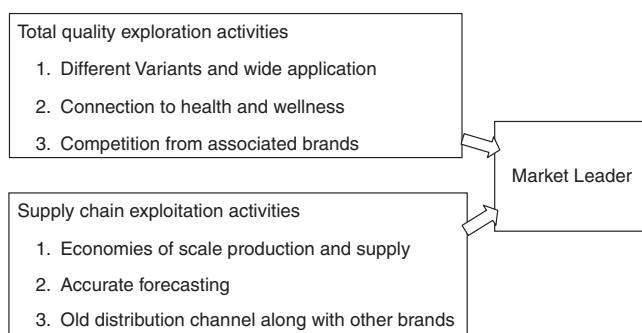 Total quality exploration activities
1. Different Variants and wide application
2. Connection to health and wellness
3. Competition from associated brands
Market Leader
Supply chain exploitation activities
1. Economies of scale production and supply
2. Accurate forecasting
3. Old distribution channel along with other brands